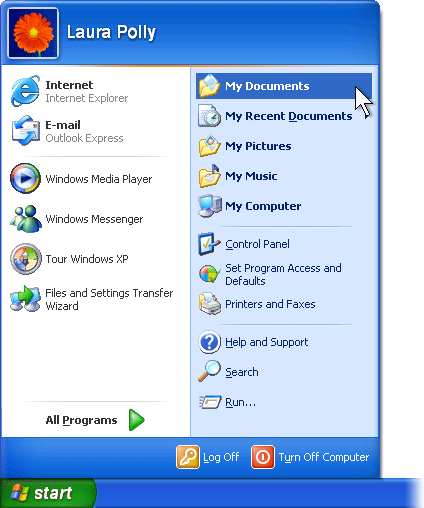 Laura Polly
Internet
Internet Explorer
E-mail
Outlook Express
Windows Media Player
Windows Messenger
Tour Windows XP
Files and Settings Transfer
Wizard
All Programs
My Documents
My Recent Documents
My Pictures
My Music
My Computer
Control Panel
Set Program Access and
Defaults
Printers and Faxes
Help and Support
Search
Run...
Log Off
Turn Off Computer
start